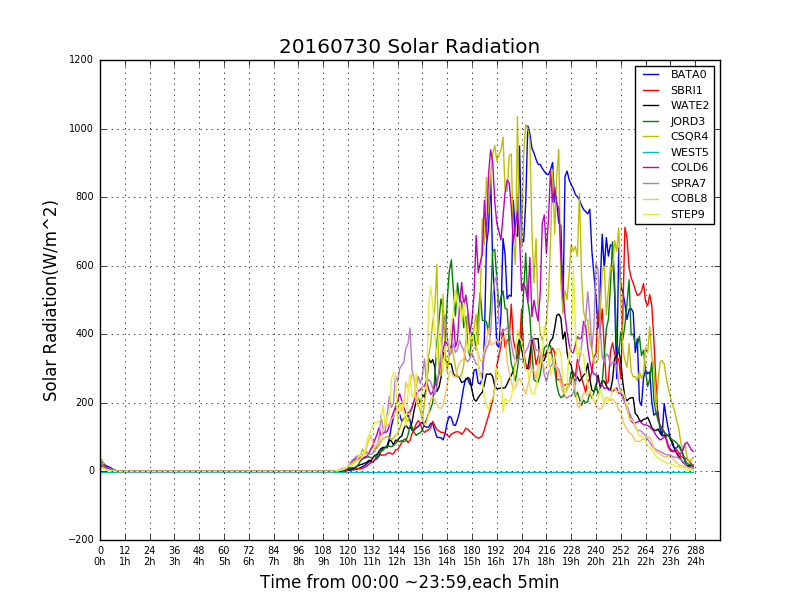 20160730 Solar Radiation
1200
1000
800
600
400
200
0
−200
Solar Radiation(W/m^2)
BATA0
SBRI1
WATE2
JORD3
CSQR4
WEST5
COLD6
SPRA7
COBL8
STEP9
0 12 24 36 48 60 72 84 96 108 120 132 144 156 168 180 192 204 216 228 240 252 264 276 288
0h 1h 2h 3h 4h 5h 6h 7h 8h 9h 10h 11h 12h 13h 14h 15h 16h 17h 18h 19h 20h 21h 22h 23h 24h
Time from 00:00 ~23:59,each 5min